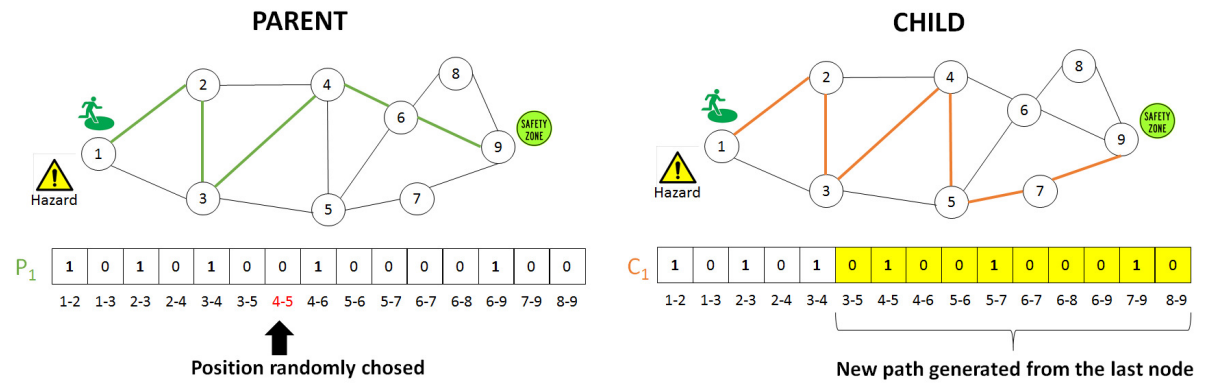 PARENT
CHILD
2
4
8
6
9
1
3
5
7
SAFETY
ZONE
Hazard
2
4
8
6
9
1
3
5
7
SAFETY
ZONE
Hazard
P1 1 0 1 0 1 0 0 1 0 0 0 0 1 0 0
1-2 1-3 2-3 2-4 3-4 3-5 4-5 4-6 5-6 5-7 6-7 6-8 6-9 7-9 8-9
Position randomly chosed
C1 1 0 1 0 1 0 1 0 0 1 0 0 0 1 0
1-2 1-3 2-3 2-4 3-4 3-5 4-5 4-6 5-6 5-7 6-7 6-8 6-9 7-9 8-9
New path generated from the last node